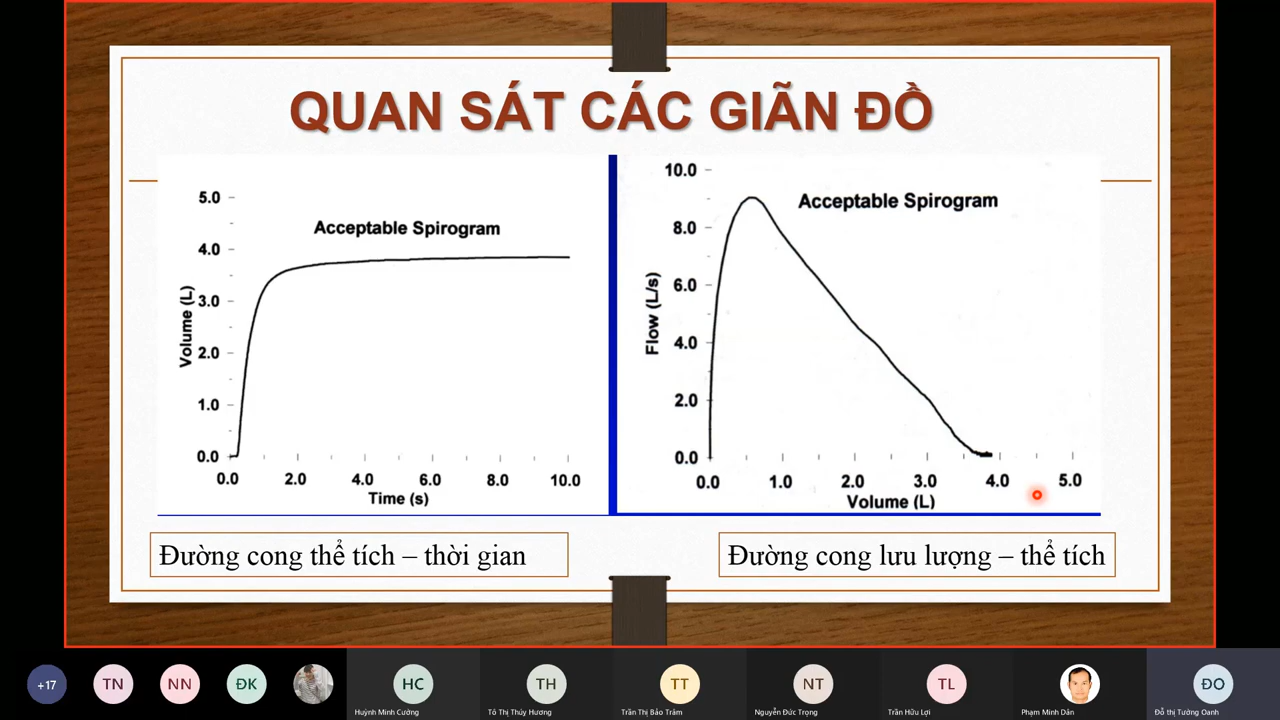 QUAN SÁT CÁC GIÃN ĐỒ
5.0
Acceptable Spirogram
4.0
3.0
Volume (L)
2.0
1.0
0.0
0.0 2.0 4.0 6.0 8.0 10.0
Time (s)
10.0
Acceptable Spirogram
8.0
6.0
Flow (L/s)
4.0
2.0
0.0
0.0 1.0 2.0 3.0 4.0 5.0
Volume (L)
Đường cong thể tích – thời gian
Đường cong lưu lượng – thể tích
+17 TN NN ĐK HC TH TT NT TL ĐO
Huỳnh Minh Cường Tô Thị Thúy Hương Trần Thị Bảo Trâm Nguyễn Đức Trọng Trần Hữu Lợi Phạm Minh Dân Đỗ thị Tường Oanh